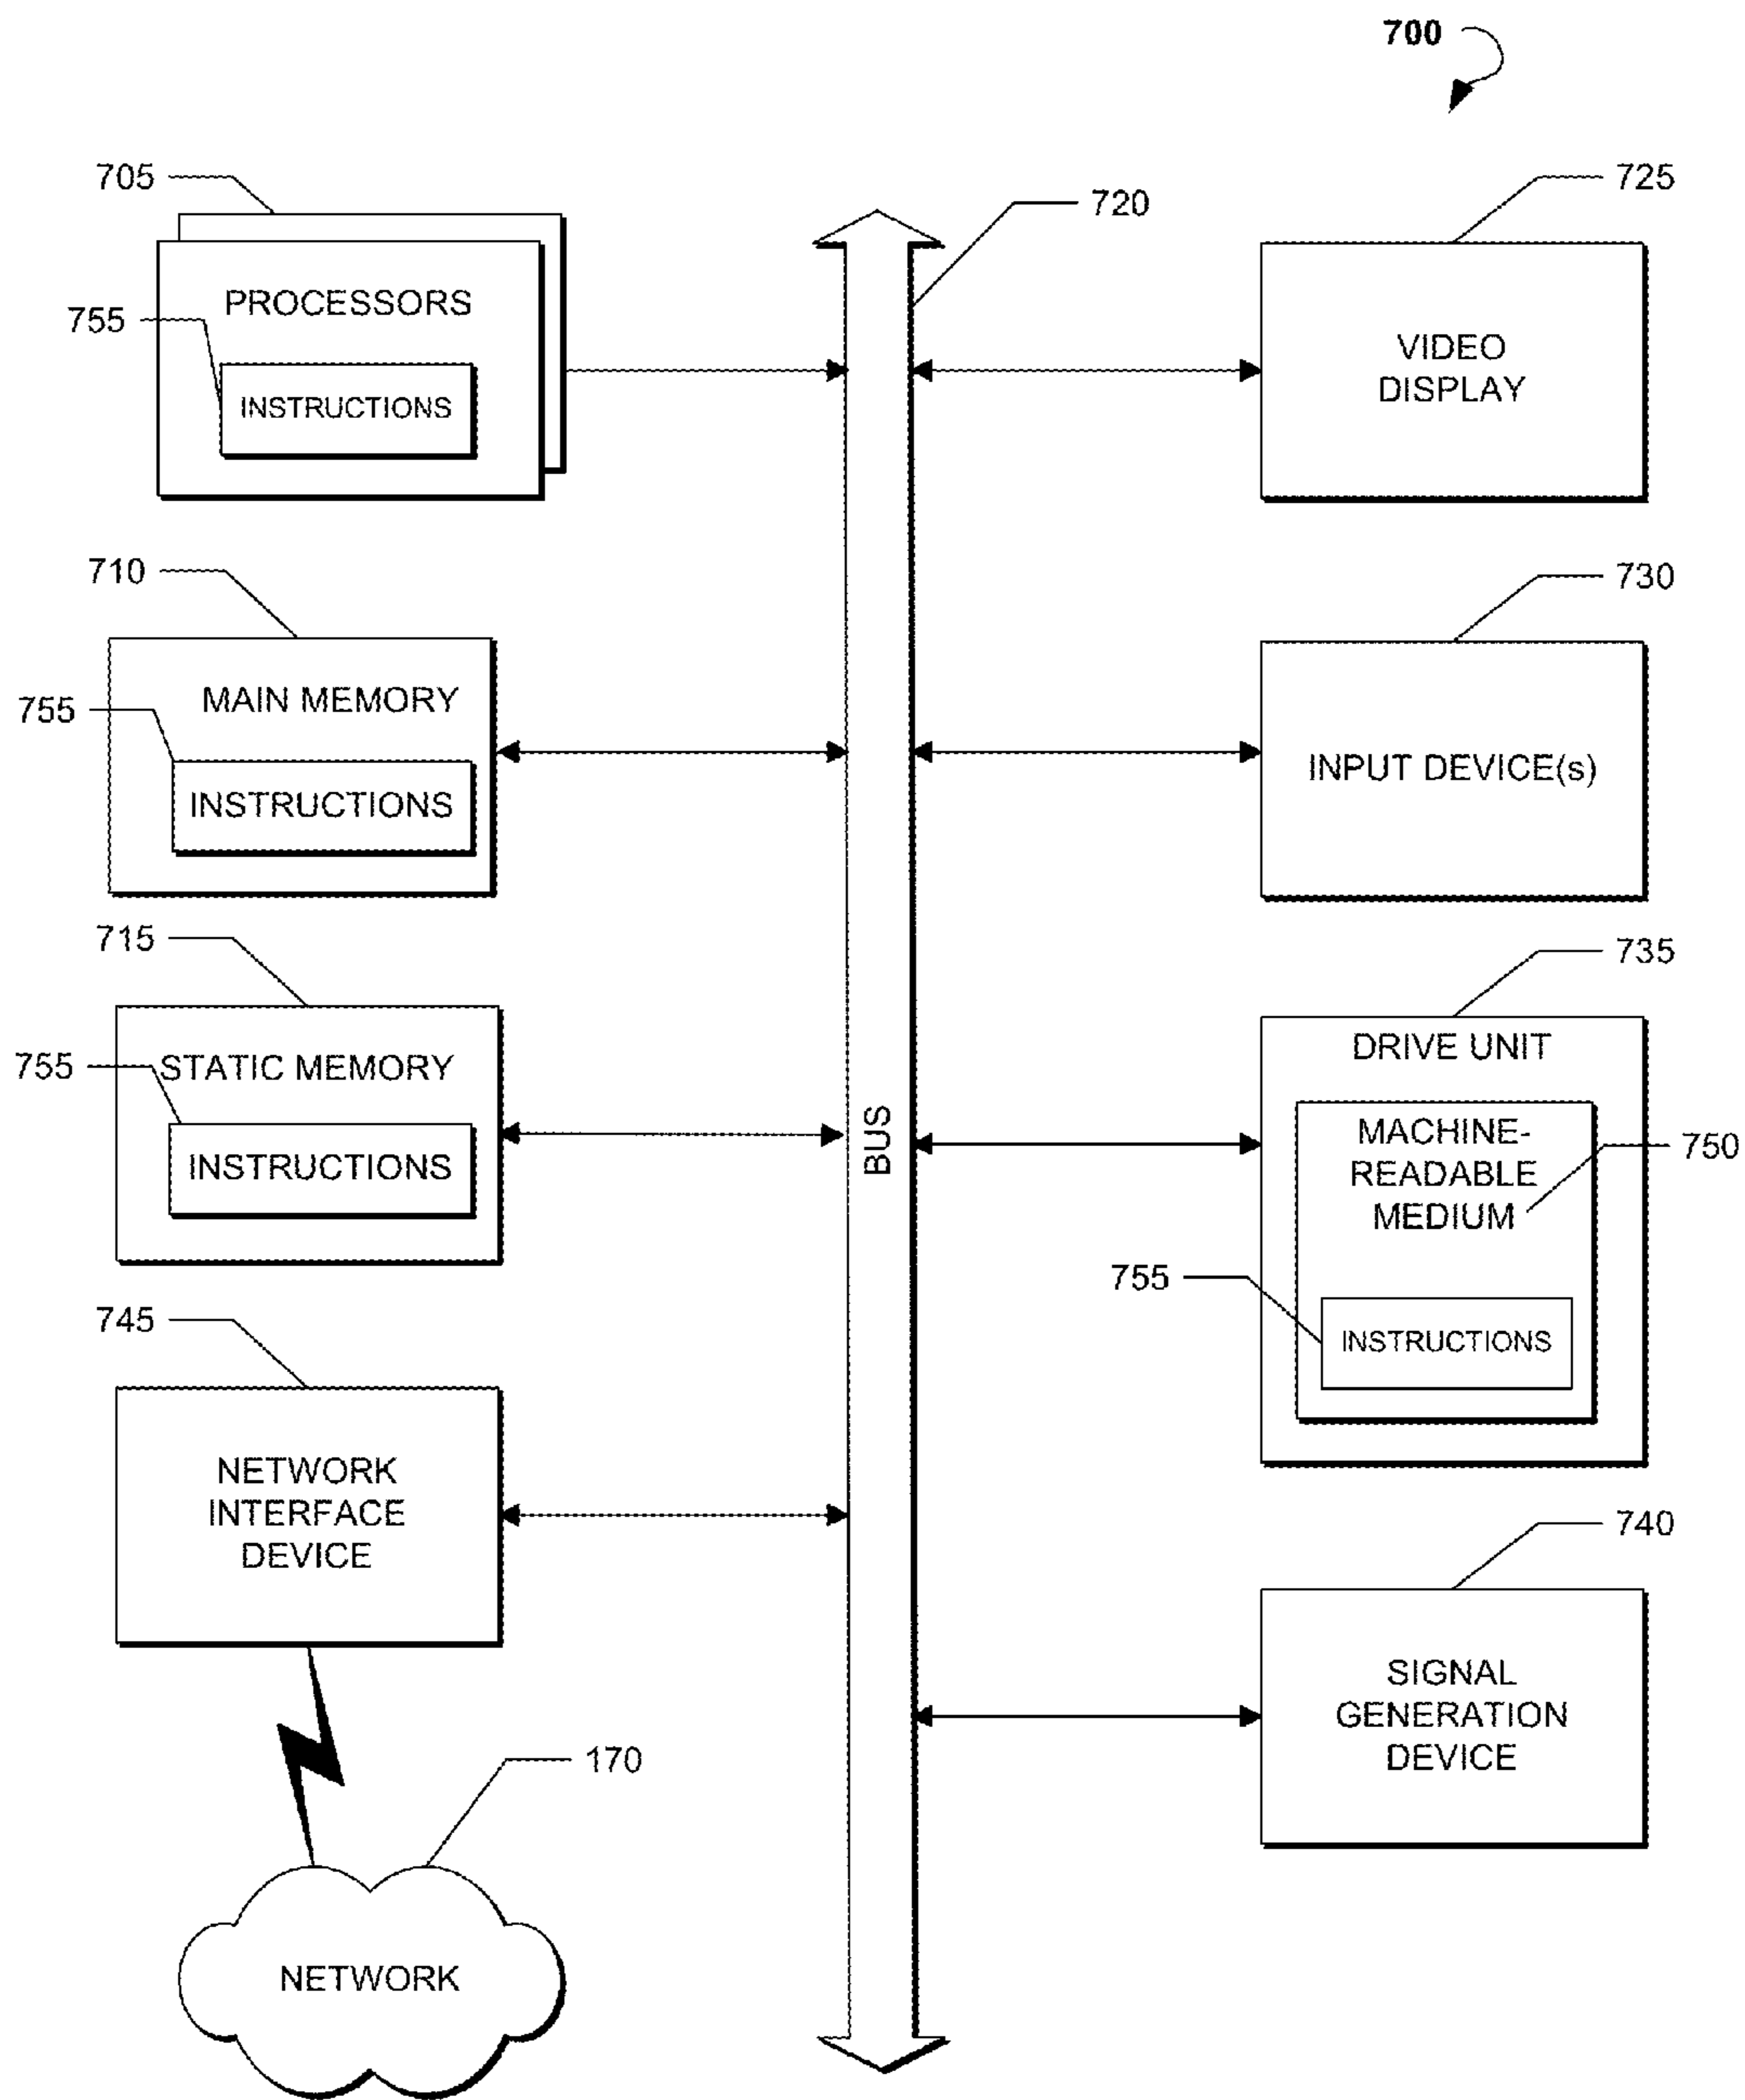 700
705
PROCESSORS
755
INSTRUCTIONS
710
MAIN MEMORY
755
INSTRUCTIONS
715
STATIC MEMORY
755
INSTRUCTIONS
745
NETWORK
INTERFACE
DEVICE
170
NETWORK
720
BUS
725
VIDEO
DISPLAY
730
INPUT DEVICE(s)
735
DRIVE UNIT
MACHINE-
READABLE
MEDIUM
750
755
INSTRUCTIONS
740
SIGNAL
GENERATION
DEVICE